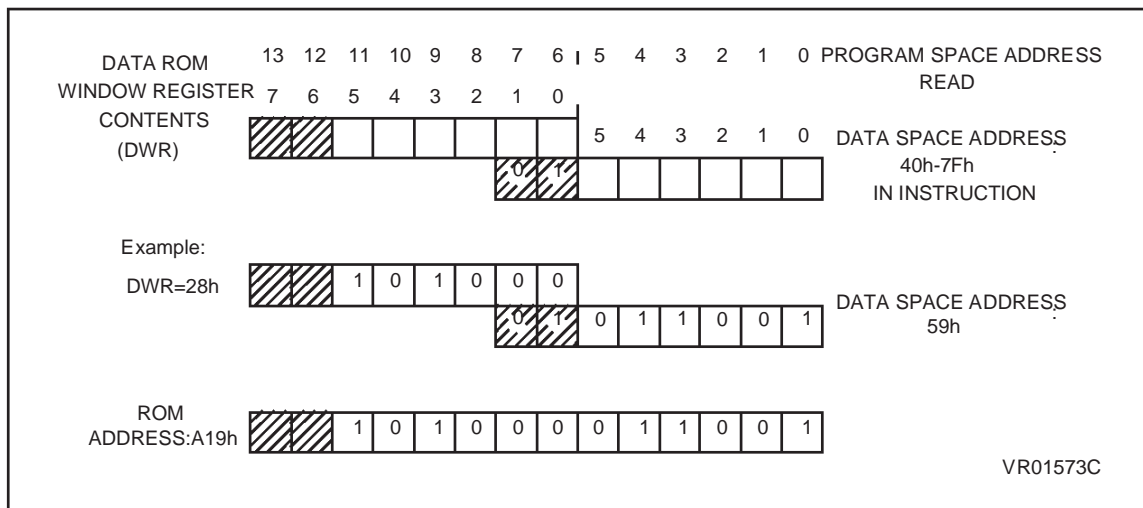 DATA ROM
WINDOW REGISTER
CONTENTS
(DWR)
13 12 11 10 9 8 7 6 5 4 3 2 1 0
7 6 5 4 3 2 1 0
PROGRAM SPACE ADDRESS
READ
5 4 3 2 1 0
0 1
DATA SPACE ADDRESS :
40h-7Fh
IN INSTRUCTION
Example:
DWR=28h
1 0 1 0 0 0
0 1 0 1 1 0 0 1
DATA SPACE ADDRESS :
59h
ROM
ADDRESS:A19h
1 0 1 0 0 0 0 1 1 0 0 1
VR01573C